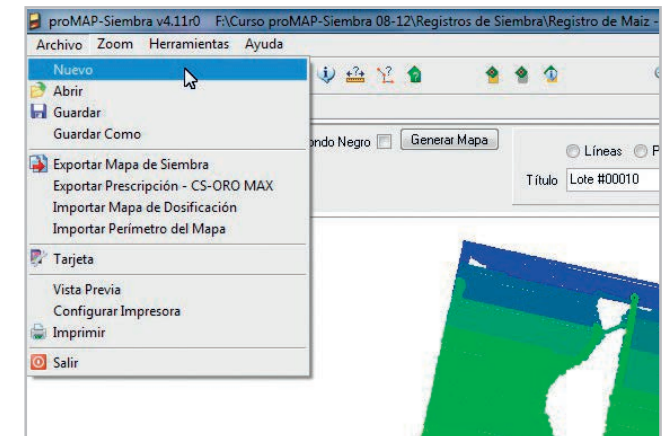 proMAP-Siembra v4.11r0 F:\Curso proMAP-Siembra 08-12\Registros de Siembra\Registro de Maiz -
Archivo Zoom Herramientas Ayuda
Nuevo
Abrir
Guardar
Guardar Como
Exportar Mapa de Siembra
Exportar Prescripción - CS-ORO MAX
Importar Mapa de Dosificación
Importar Perímetro del Mapa
Tarjeta
Vista Previa
Configurar Impresora
Imprimir
Salir
ondo Negro Generar Mapa
Líneas P
Título Lote #00010